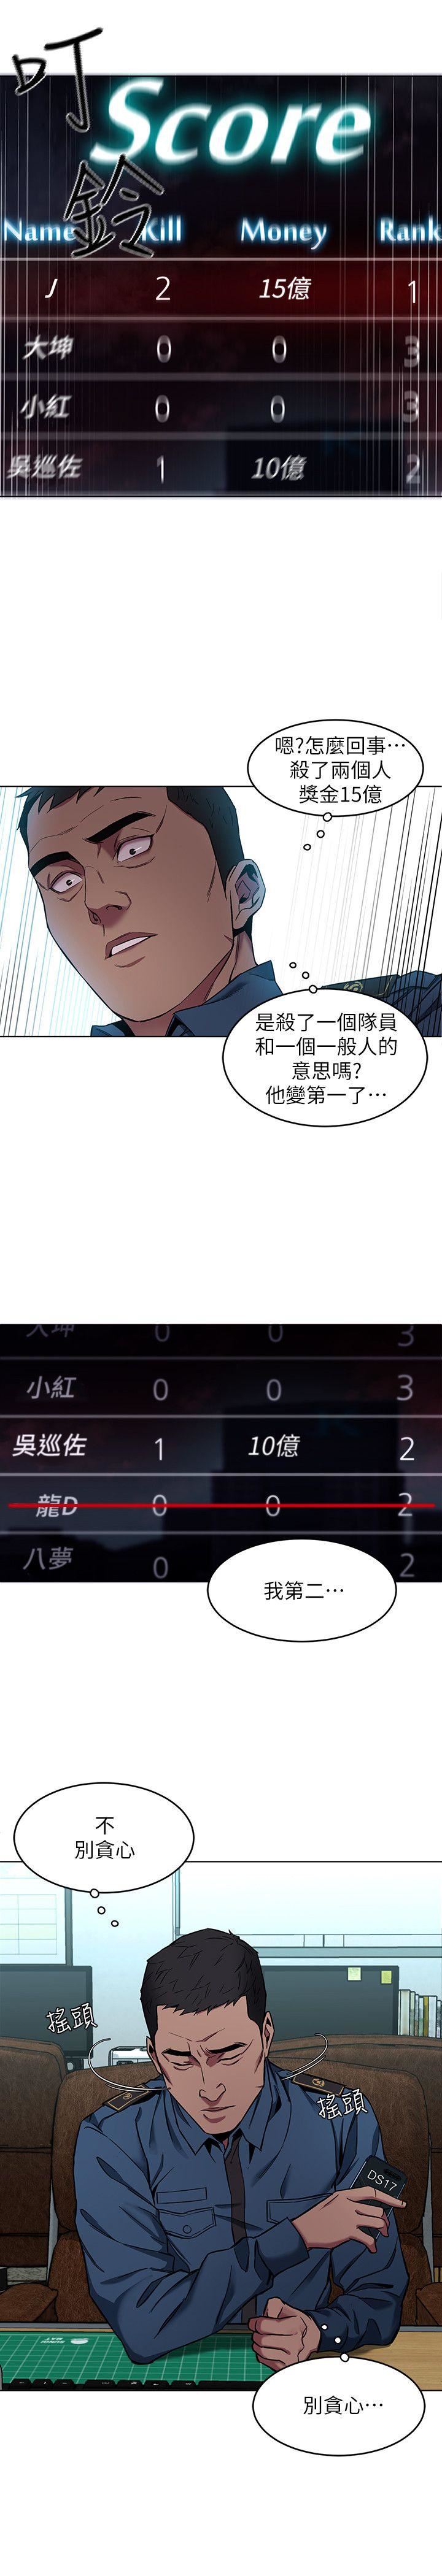 叮
鈴
Score
Name Kill Money Rank
J 2 15億 1
大坤 0 0 3
小紅 0 0 3
吳巡佐 1 10億 2
嗯?怎麼回事⋯
殺了兩個人
獎金15億
是殺了一個隊員
和一個一般人的
意思嗎?
他變第一了⋯
大坤 0 0 3
小紅 0 0 3
吳巡佐 1 10億 2
龍D 0 0 2
八夢 0 2
我第二⋯
不
別貪心
搖頭
搖頭
DS17
別貪心⋯